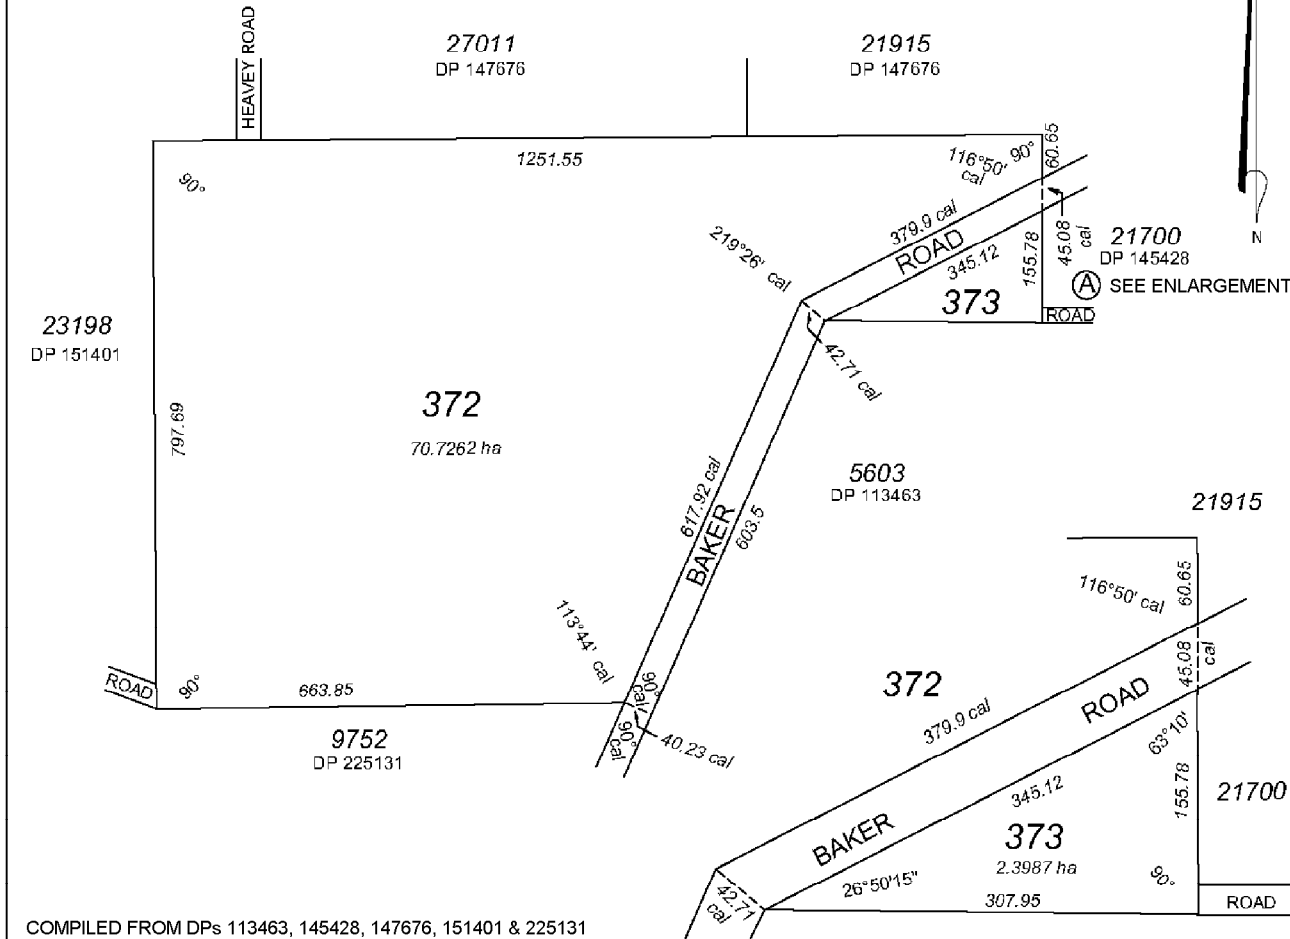 HEAVEY ROAD
27011
DP 147676
21915
DP 147676
1251.55
90°
116°50'
cal
90°
60.65
379.9 cal
ROAD
345.12
155.78
45.08
cal
21700
DP 145428
A SEE ENLARGEMENT
N
219°26' cal
373
ROAD
23198
DP 151401
42.71 cal
372
70.7262 ha
797.69
5603
DP 113463
617.92 cal
BAKER
603.5
21915
113°44' cal
116°50' cal
60.65
ROAD
90°
663.85
90°
cal
90°
cal
40.23 cal
9752
DP 225131
372
379.9 cal
ROAD
45.08
cal
63°10'
155.78
21700
BAKER
345.12
373
2.3987 ha
26°50'15"
90°
307.95
ROAD
42.71
cal
COMPILED FROM DPs 113463, 145428, 147676, 151401 & 225131